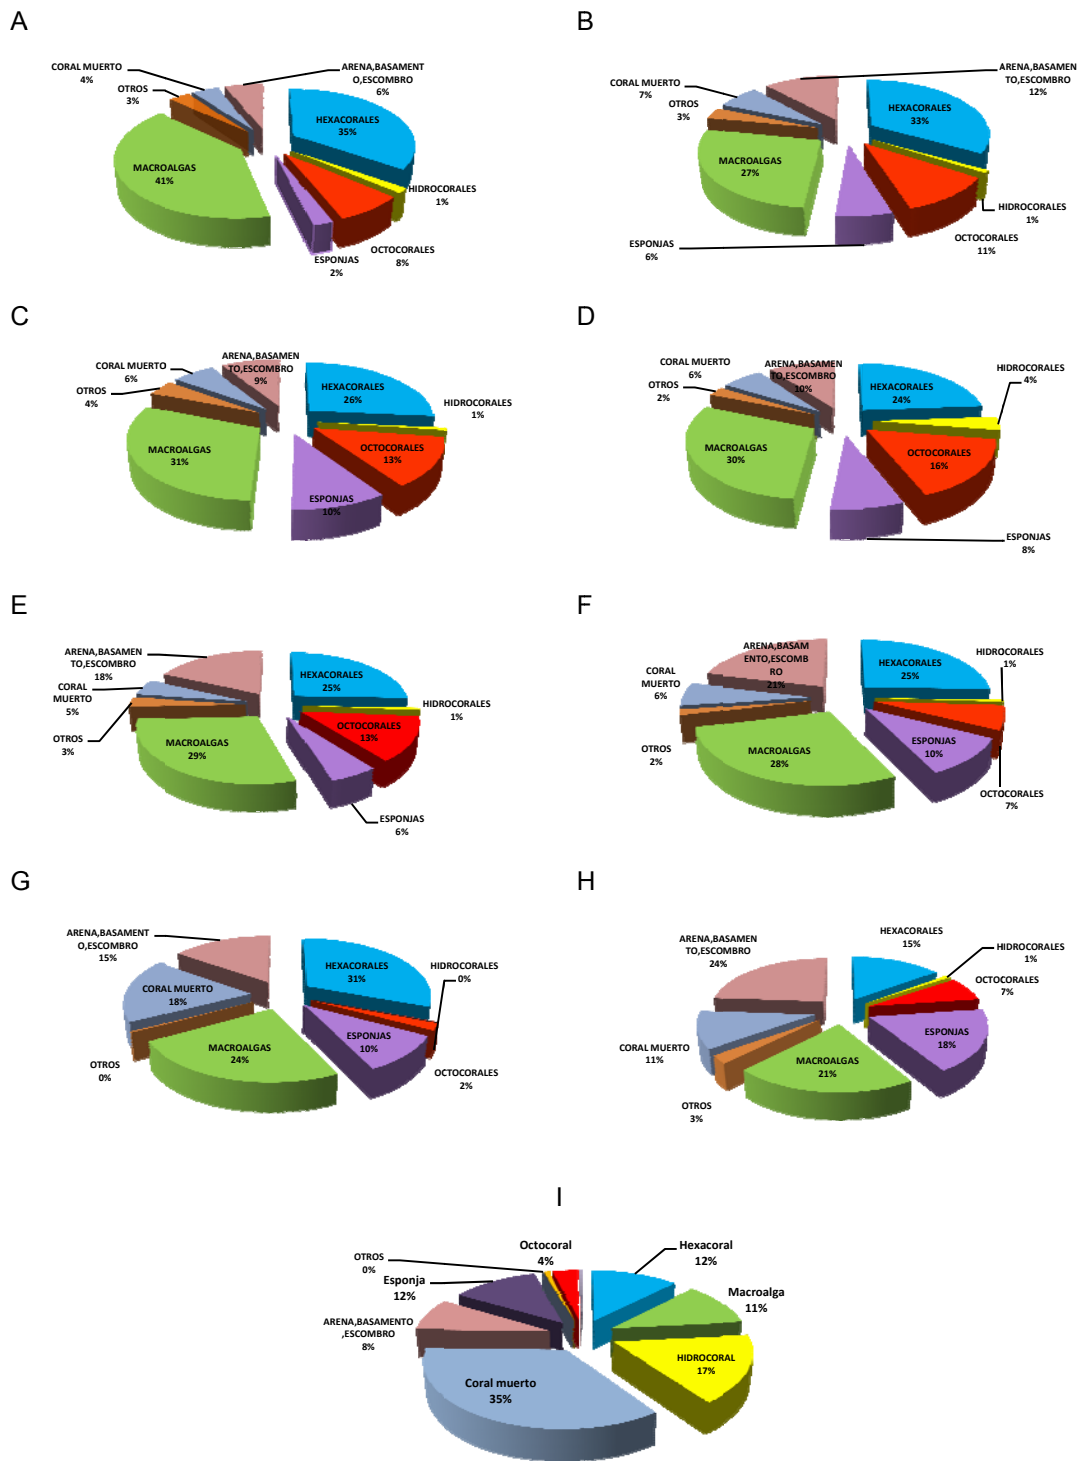 A
CORAL MUERTO
4%
OTROS
3%
ARENA,BASAMENT
O,ESCOMBRO
6%
HEXACORALES
35%
MACROALGAS
41%
HIDROCORALES
1%
OCTOCORALES
8%
ESPONJAS
2%
B
ARENA,BASAMEN
TO,ESCOMBRO
12%
CORAL MUERTO
7%
OTROS
3%
HEXACORALES
33%
MACROALGAS
27%
HIDROCORALES
1%
OCTOCORALES
11%
ESPONJAS
6%
C
ARENA,BASAMEN
TO,ESCOMBRO
9%
CORAL MUERTO
6%
OTROS
4%
HEXACORALES
26%
HIDROCORALES
1%
MACROALGAS
31%
OCTOCORALES
13%
ESPONJAS
10%
D
CORAL MUERTO
6%
ARENA,BASAMEN
TO,ESCOMBRO
10%
OTROS
2%
HEXACORALES
24%
HIDROCORALES
4%
MACROALGAS
30%
OCTOCORALES
16%
ESPONJAS
8%
E
ARENA,BASAMEN
TO,ESCOMBRO
18%
CORAL
MUERTO
5%
OTROS
3%
HEXACORALES
25%
HIDROCORALES
1%
OCTOCORALES
13%
MACROALGAS
29%
ESPONJAS
6%
F
ARENA,BASAM
ENTO,ESCOMB
RO
21%
CORAL
MUERTO
6%
HEXACORALES
25%
HIDROCORALES
1%
OTROS
2%
MACROALGAS
28%
ESPONJAS
10%
OCTOCORALES
7%
G
ARENA,BASAMENT
O,ESCOMBRO
15%
CORAL MUERTO
18%
HEXACORALES
31%
HIDROCORALES
0%
MACROALGAS
24%
ESPONJAS
10%
OTROS
0%
OCTOCORALES
2%
H
ARENA,BASAMEN
TO,ESCOMBRO
24%
HEXACORALES
15%
HIDROCORALES
1%
OCTOCORALES
7%
CORAL MUERTO
11%
ESPONJAS
18%
MACROALGAS
21%
OTROS
3%
I
OTROS
0%
Octocoral
4%
Hexacoral
12%
Esponja
12%
Macroalga
11%
ARENA,BASAMENTO
,ESCOMBRO
8%
HIDROCORAL
17%
Coral muerto
35%